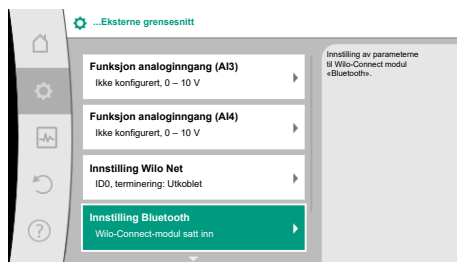 ...Eksterne grensesnitt
Funksjon analoginngang (AI3)
Ikke konfigurert, 0 – 10 V
Funksjon analoginngang (AI4)
Ikke konfigurert, 0 – 10 V
Innstilling Wilo Net
ID0, terminering: Utkoblet
Innstilling Bluetooth
Wilo-Connect-modul satt inn
Innstilling av parameterne
til Wilo-Connect modul
«Bluetooth».